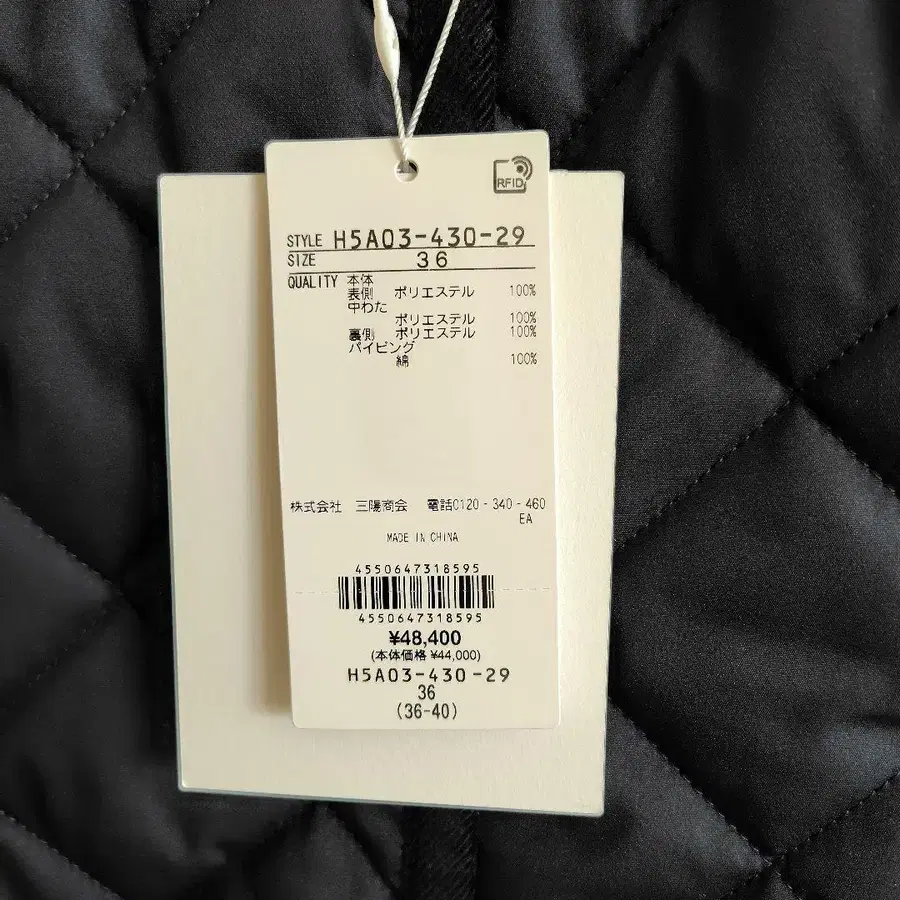 RFID
STYLE H5A03-430-29
SIZE 36
QUALITY 本体
表側 ポリエステル 100%
中わた
ポリエステル 100%
裏側 ポリエステル 100%
パイピング
綿 100%
株式会社 三陽商会 電話0120-340-460
EA
MADE IN CHINA
4550647318595
4550647318595
¥48,400
(本体価格 ¥44,000)
H5A03-430-29
36
(36-40)